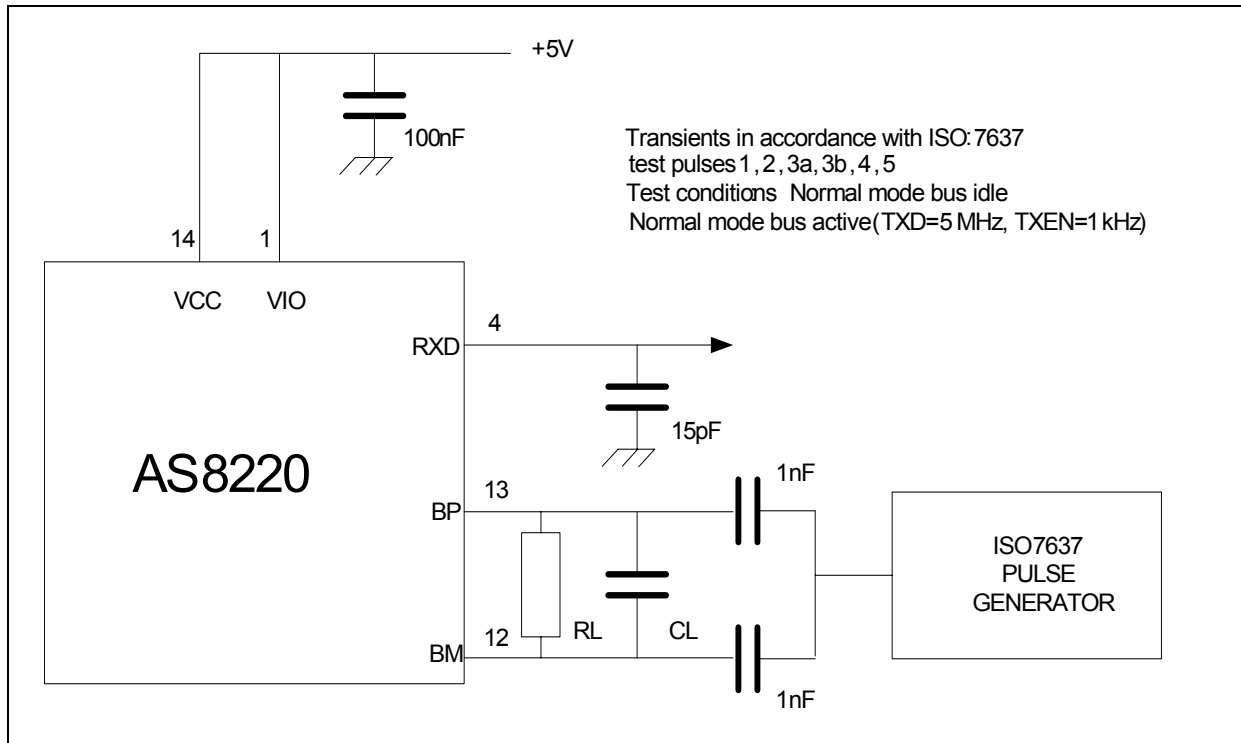 +5V
100nF
Transients in accordance with ISO:7637
test pulses 1, 2, 3a, 3b, 4, 5
Test conditions Normal mode bus idle
Normal mode bus active(TXD=5 MHz, TXEN=1 kHz)
14
1
VCC
VIO
4
RXD
15pF
AS8220
1nF
13
BP
ISO7637
PULSE
GENERATOR
12
RL
CL
BM
1nF